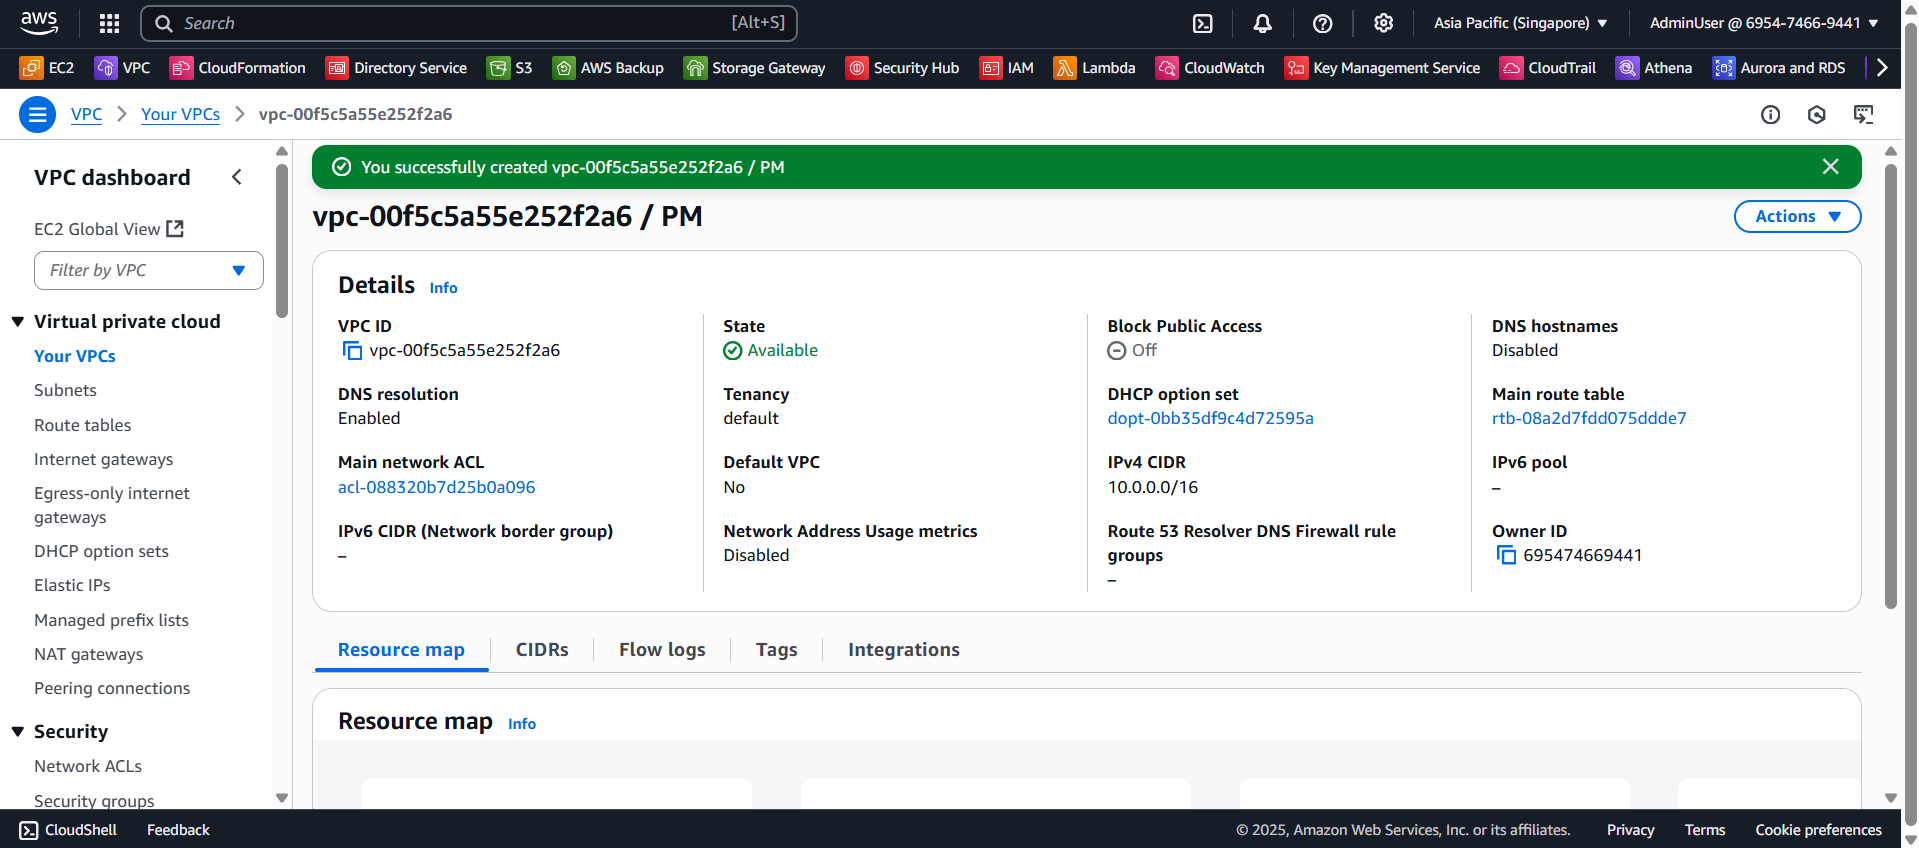 aws
Search
[Alt+S]
Asia Pacific (Singapore)
AdminUser @ 6954-7466-9441
EC2
VPC
CloudFormation
Directory Service
S3
AWS Backup
Storage Gateway
Security Hub
IAM
Lambda
CloudWatch
Key Management Service
CloudTrail
Athena
Aurora and RDS
VPC
Your VPCs
vpc-00f5c5a55e252f2a6
VPC dashboard
EC2 Global View
Filter by VPC
Virtual private cloud
Your VPCs
Subnets
Route tables
Internet gateways
Egress-only internet
gateways
DHCP option sets
Elastic IPs
Managed prefix lists
NAT gateways
Peering connections
Security
Network ACLs
Security groups
You successfully created vpc-00f5c5a55e252f2a6 / PM
vpc-00f5c5a55e252f2a6 / PM
Actions
Details
Info
VPC ID
vpc-00f5c5a55e252f2a6
State
Available
Block Public Access
Off
DNS hostnames
Disabled
DNS resolution
Enabled
Tenancy
default
DHCP option set
dopt-0bb35df9c4d72595a
Main route table
rtb-08a2d7fdd075ddde7
Main network ACL
acl-088320b7d25b0a096
Default VPC
No
IPv4 CIDR
10.0.0.0/16
IPv6 pool
–
IPv6 CIDR (Network border group)
–
Network Address Usage metrics
Disabled
Route 53 Resolver DNS Firewall rule
groups
–
Owner ID
695474669441
Resource map
CIDRs
Flow logs
Tags
Integrations
Resource map
Info
CloudShell
Feedback
© 2025, Amazon Web Services, Inc. or its affiliates.
Privacy
Terms
Cookie preferences